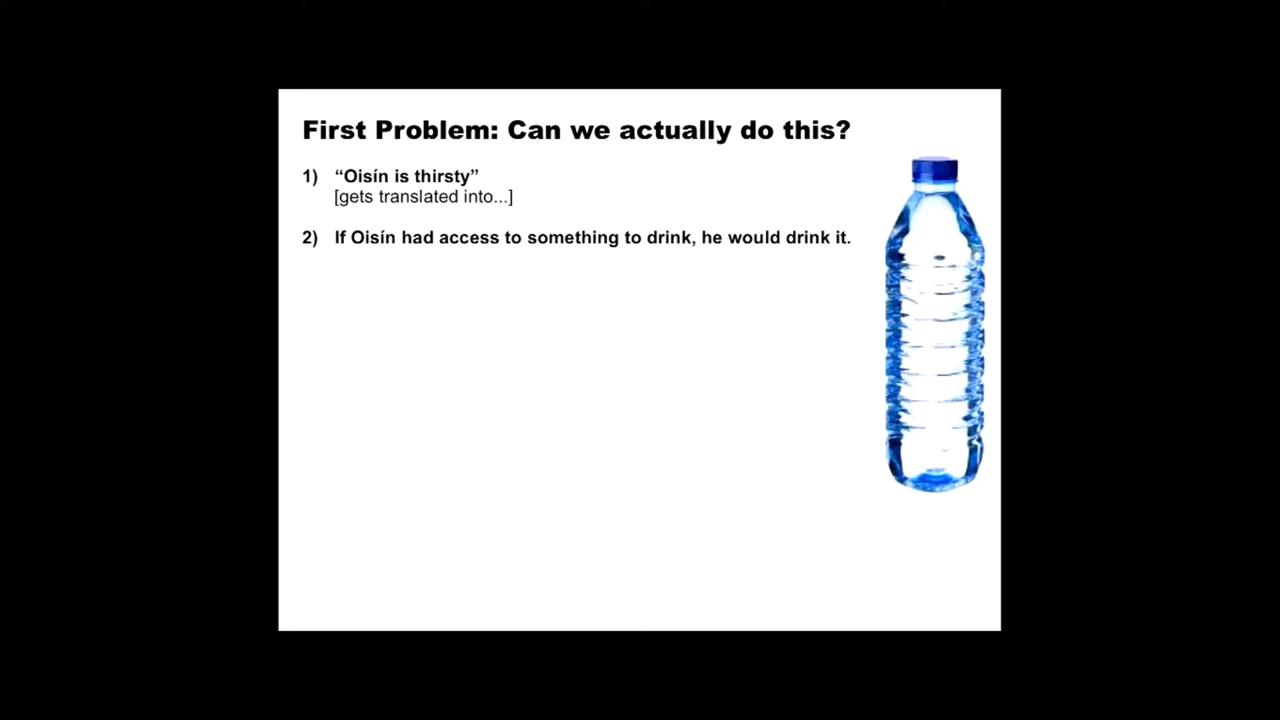 First Problem: Can we actually do this?
1) “Oisín is thirsty”
[gets translated into...]
2) If Oisín had access to something to drink, he would drink it.